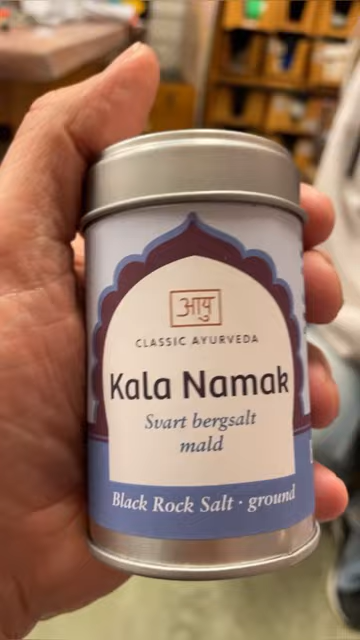 आयु
CLASSIC AYURVEDA
Kala Namak
Svart bergsalt
mald
Black Rock Salt · ground